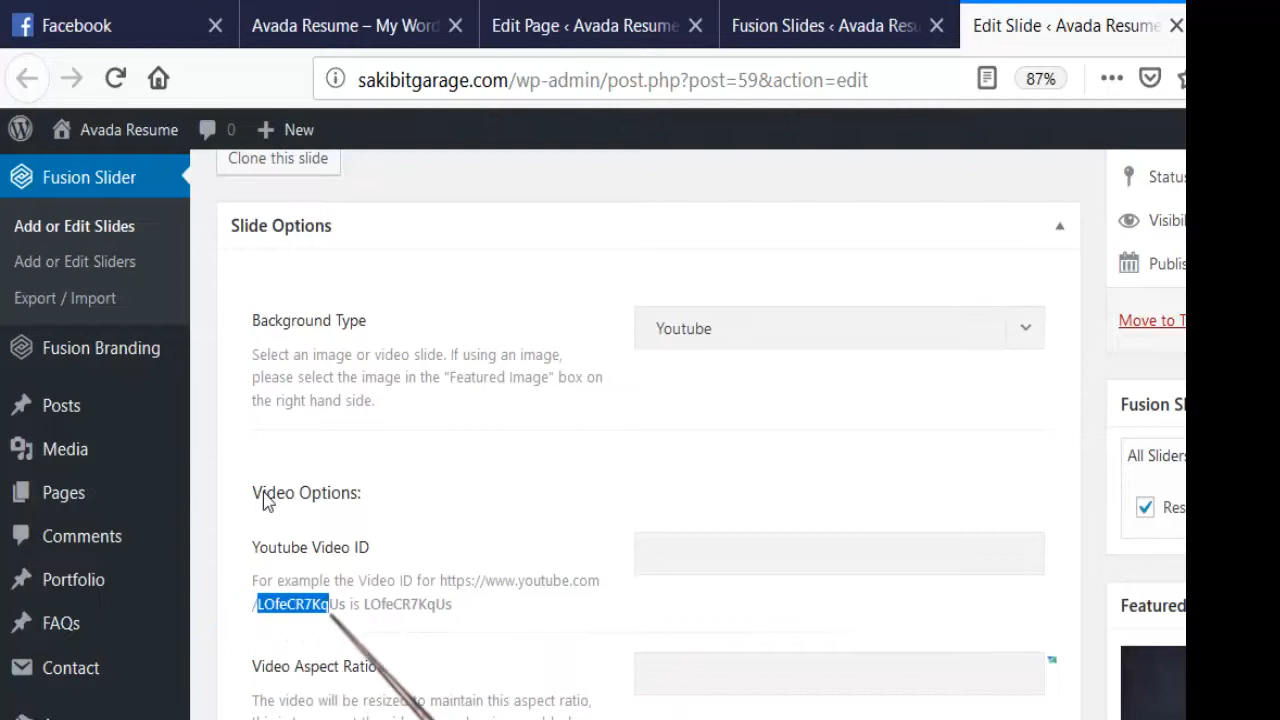 Facebook
Avada Resume – My Word
Edit Page ‹ Avada Resume
Fusion Slides ‹ Avada Resu
Edit Slide ‹ Avada Resume
sakibitgarage.com/wp-admin/post.php?post=59&action=edit
87%
Avada Resume
0
New
Fusion Slider
Add or Edit Slides
Add or Edit Sliders
Export / Import
Fusion Branding
Posts
Media
Pages
Comments
Portfolio
FAQs
Contact
Clone this slide
Slide Options
Background Type
Youtube
Select an image or video slide. If using an image,
please select the image in the "Featured Image" box on
the right hand side.
Video Options:
Youtube Video ID
For example the Video ID for https://www.youtube.com
/LOfeCR7KqUs is LOfeCR7KqUs
Video Aspect Ratio
The video will be resized to maintain this aspect ratio,
Status
Visibil
Publis
Move to T
Fusion Sl
All Sliders
Res
Featured